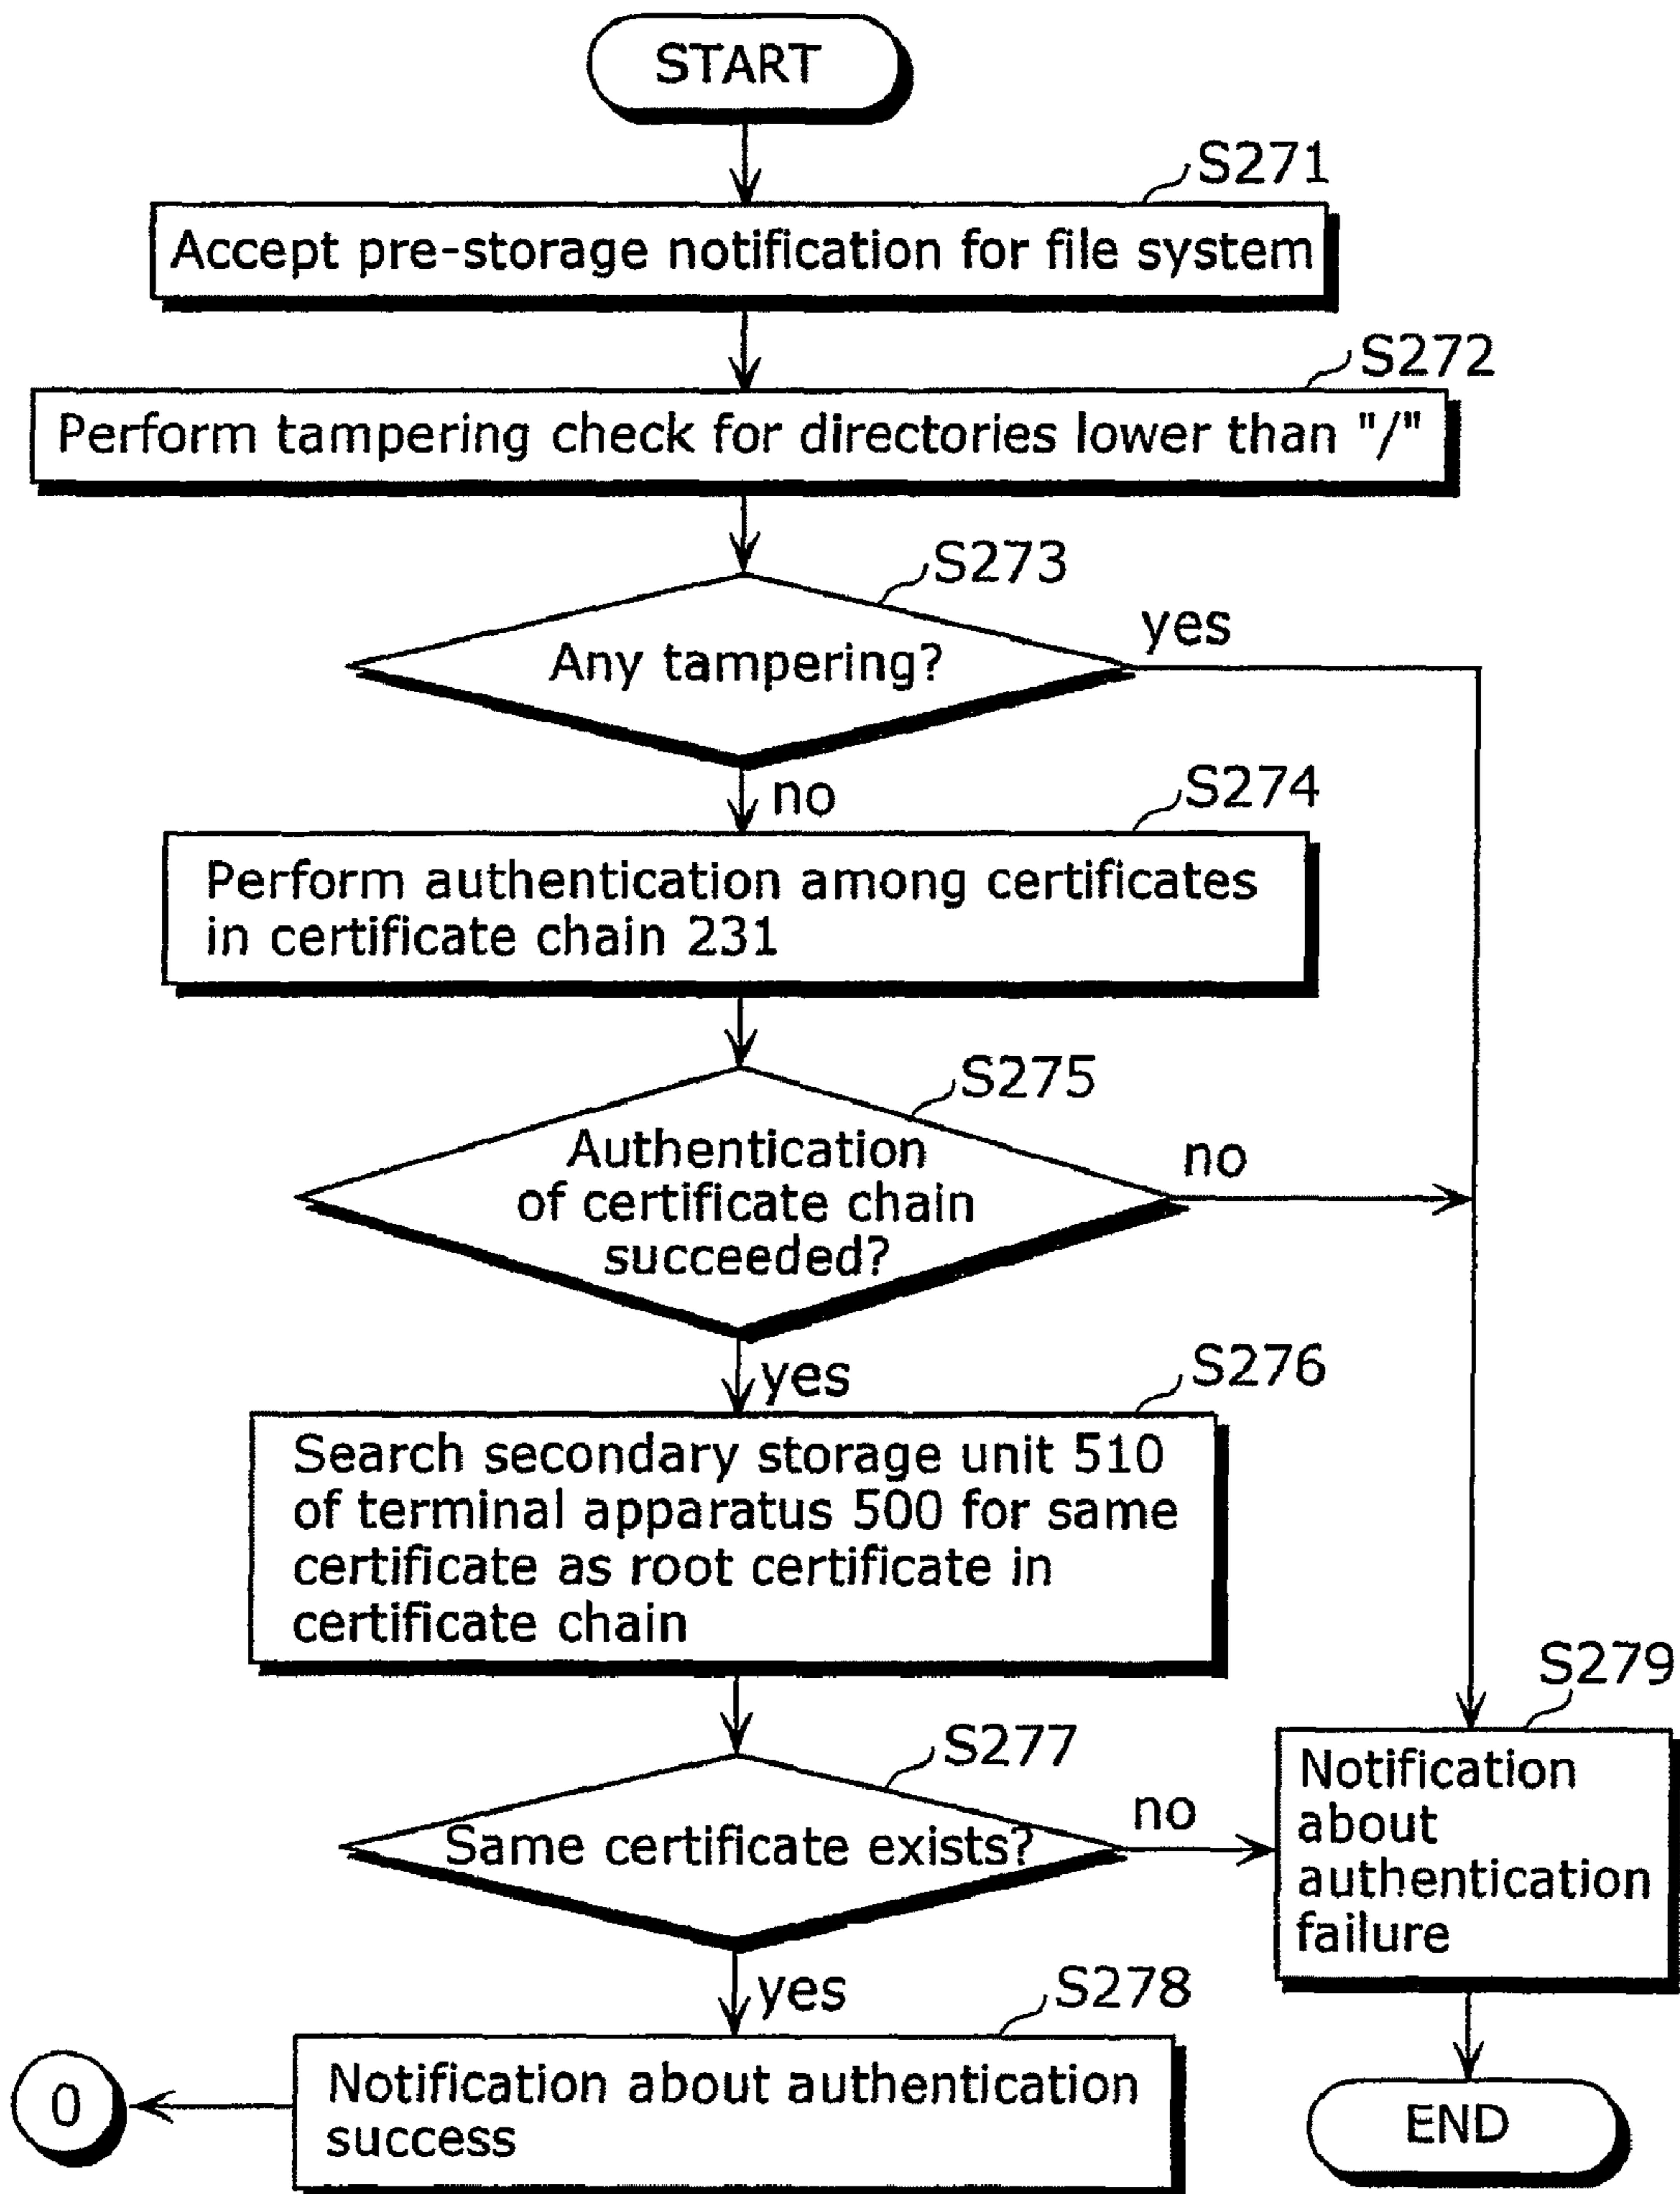 START
S271
Accept pre-storage notification for file system
S272
Perform tampering check for directories lower than "/"
S273
Any tampering?
yes
no
S274
Perform authentication among certificates
in certificate chain 231
S275
Authentication
of certificate chain
succeeded?
no
yes
S276
Search secondary storage unit 510
of terminal apparatus 500 for same
certificate as root certificate in
certificate chain
S277
Same certificate exists?
no
yes
S279
Notification
about
authentication
failure
S278
Notification about authentication
success
O
END